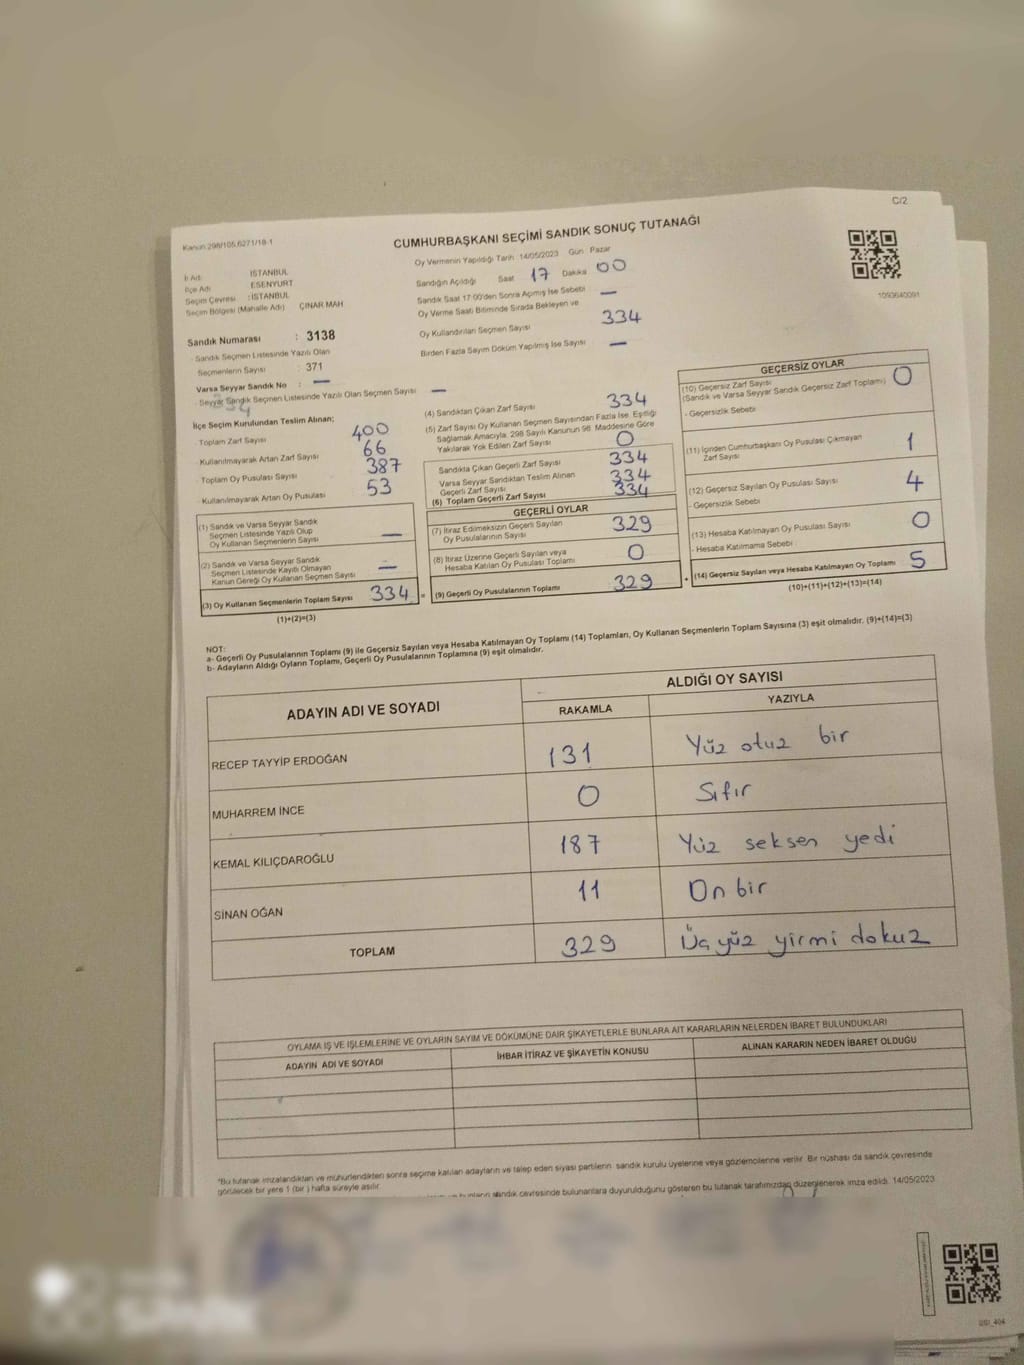 C/2
Kanun 298/105,6271/18-1
CUMHURBAŞKANI SEÇİMİ SANDIK SONUÇ TUTANAĞI
İl Adı İSTANBUL
İlçe Adı ESENYURT
Seçim Çevresi : İSTANBUL
Seçim Bölgesi (Mahalle Adı) ÇINAR MAH
Sandık Numarası : 3138
- Sandık Seçmen Listesinde Yazılı Olan
Seçmenlerin Sayısı : 371
Varsa Seyyar Sandık No : —
- Seyyar Sandık Seçmen Listesinde Yazılı Olan Seçmen Sayısı —
334
İlçe Seçim Kurulundan Teslim Alınan;
Toplam Zarf Sayısı 400
- Kullanılmayarak Artan Zarf Sayısı 66
- Toplam Oy Pusulası Sayısı 387
- Kullanılmayarak Artan Oy Pusulası 53
Oy Vermenin Yapıldığı Tarih : 14/05/2023 Gün Pazar
Sandığın Açıldığı Saat 17 Dakika 00
Sandık Saat 17:00'den Sonra Açılmış İse Sebebi —
Oy Verme Saati Bitiminde Sırada Bekleyen ve
Oy Kullandırılan Seçmen Sayısı 334
Birden Fazla Sayım Döküm Yapılmış İse Sayısı —
1093640091
(1) Sandık ve Varsa Seyyar Sandık
Seçmen Listesinde Yazılı Olup
Oy Kullanan Seçmenlerin Sayısı —
(2) Sandık ve Varsa Seyyar Sandık
Seçmen Listesinde Kayıtlı Olmayan
Kanun Gereği Oy Kullanan Seçmen Sayısı —
(3) Oy Kullanan Seçmenlerin Toplam Sayısı 334 =
(1)+(2)=(3)
(4) Sandıktan Çıkan Zarf Sayısı 334
(5) Zarf Sayısı Oy Kullanan Seçmen Sayısından Fazla İse, Eşitliği
Sağlamak Amacıyla, 298 Sayılı Kanunun 98. Maddesine Göre
Yakılarak Yok Edilen Zarf Sayısı 0
Sandıkta Çıkan Geçerli Zarf Sayısı 334
Varsa Seyyar Sandıktan Teslim Alınan
Geçerli Zarf Sayısı 334
(6) Toplam Geçerli Zarf Sayısı 334
GEÇERLİ OYLAR
(7) İtiraz Edilmeksizin Geçerli Sayılan
Oy Pusulalarının Sayısı 329
(8) İtiraz Üzerine Geçerli Sayılan veya
Hesaba Katılan Oy Pusulası Toplamı 0
(9) Geçerli Oy Pusulalarının Toplamı 329 +
GEÇERSİZ OYLAR
(10) Geçersiz Zarf Sayısı 0
(Sandık ve Varsa Seyyar Sandık Geçersiz Zarf Toplamı)
- Geçersizlik Sebebi
(11) İçinden Cumhurbaşkanı Oy Pusulası Çıkmayan
Zarf Sayısı 1
(12) Geçersiz Sayılan Oy Pusulası Sayısı 4
- Geçersizlik Sebebi
(13) Hesaba Katılmayan Oy Pusulası Sayısı 0
- Hesaba Katılmama Sebebi :
(14) Geçersiz Sayılan veya Hesaba Katılmayan Oy Toplamı 5
(10)+(11)+(12)+(13)=(14)
NOT:
a- Geçerli Oy Pusulalarının Toplamı (9) ile Geçersiz Sayılan veya Hesaba Katılmayan Oy Toplamı (14) Toplamları, Oy Kullanan Seçmenlerin Toplam Sayısına (3) eşit olmalıdır. (9)+(14)=(3)
b- Adayların Aldığı Oyların Toplamı, Geçerli Oy Pusulalarının Toplamına (9) eşit olmalıdır.
ADAYIN ADI VE SOYADI ALDIĞI OY SAYISI
RAKAMLA YAZIYLA
RECEP TAYYİP ERDOĞAN 131 Yüz otuz bir
MUHARREM İNCE 0 Sıfır
KEMAL KILIÇDAROĞLU 187 Yüz seksen yedi
SİNAN OĞAN 11 On bir
TOPLAM 329 Üç yüz yirmi dokuz
OYLAMA İŞ VE İŞLEMLERİNE VE OYLARIN SAYIM VE DÖKÜMÜNE DAİR ŞİKAYETLERLE BUNLARA AİT KARARLARIN NELERDEN İBARET BULUNDUKLARI
ADAYIN ADI VE SOYADI İHBAR İTİRAZ VE ŞİKAYETİN KONUSU ALINAN KARARIN NEDEN İBARET OLDUĞU
*Bu tutanak imzalandıktan ve mühürlendikten sonra seçime katılan adayların ve talep eden siyasi partilerin sandık kurulu üyelerine veya gözlemcilerine verilir. Bir nüshası da sandık çevresinde
görülecek bir yere 1 (bir ) hafta süreyle asılır.
sandık çevresinde bulunanlara duyurulduğunu gösteren bu tutanak tarafımızdan düzenlenerek imza edildi. 14/05/2023